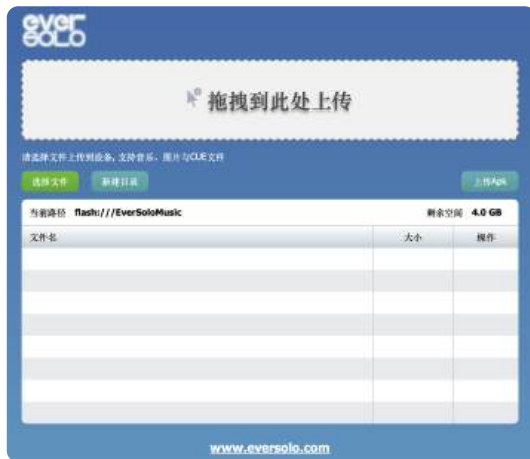 EVER
SOLO
拖拽到此处上传
请选择文件上传到设备, 支持音乐、图片与CUE文件
选择文件 新建目录 上传Apk
当前路径 flash:///EverSoloMusic 剩余空间 4.0 GB
文件名 大小 操作
www.eversolo.com